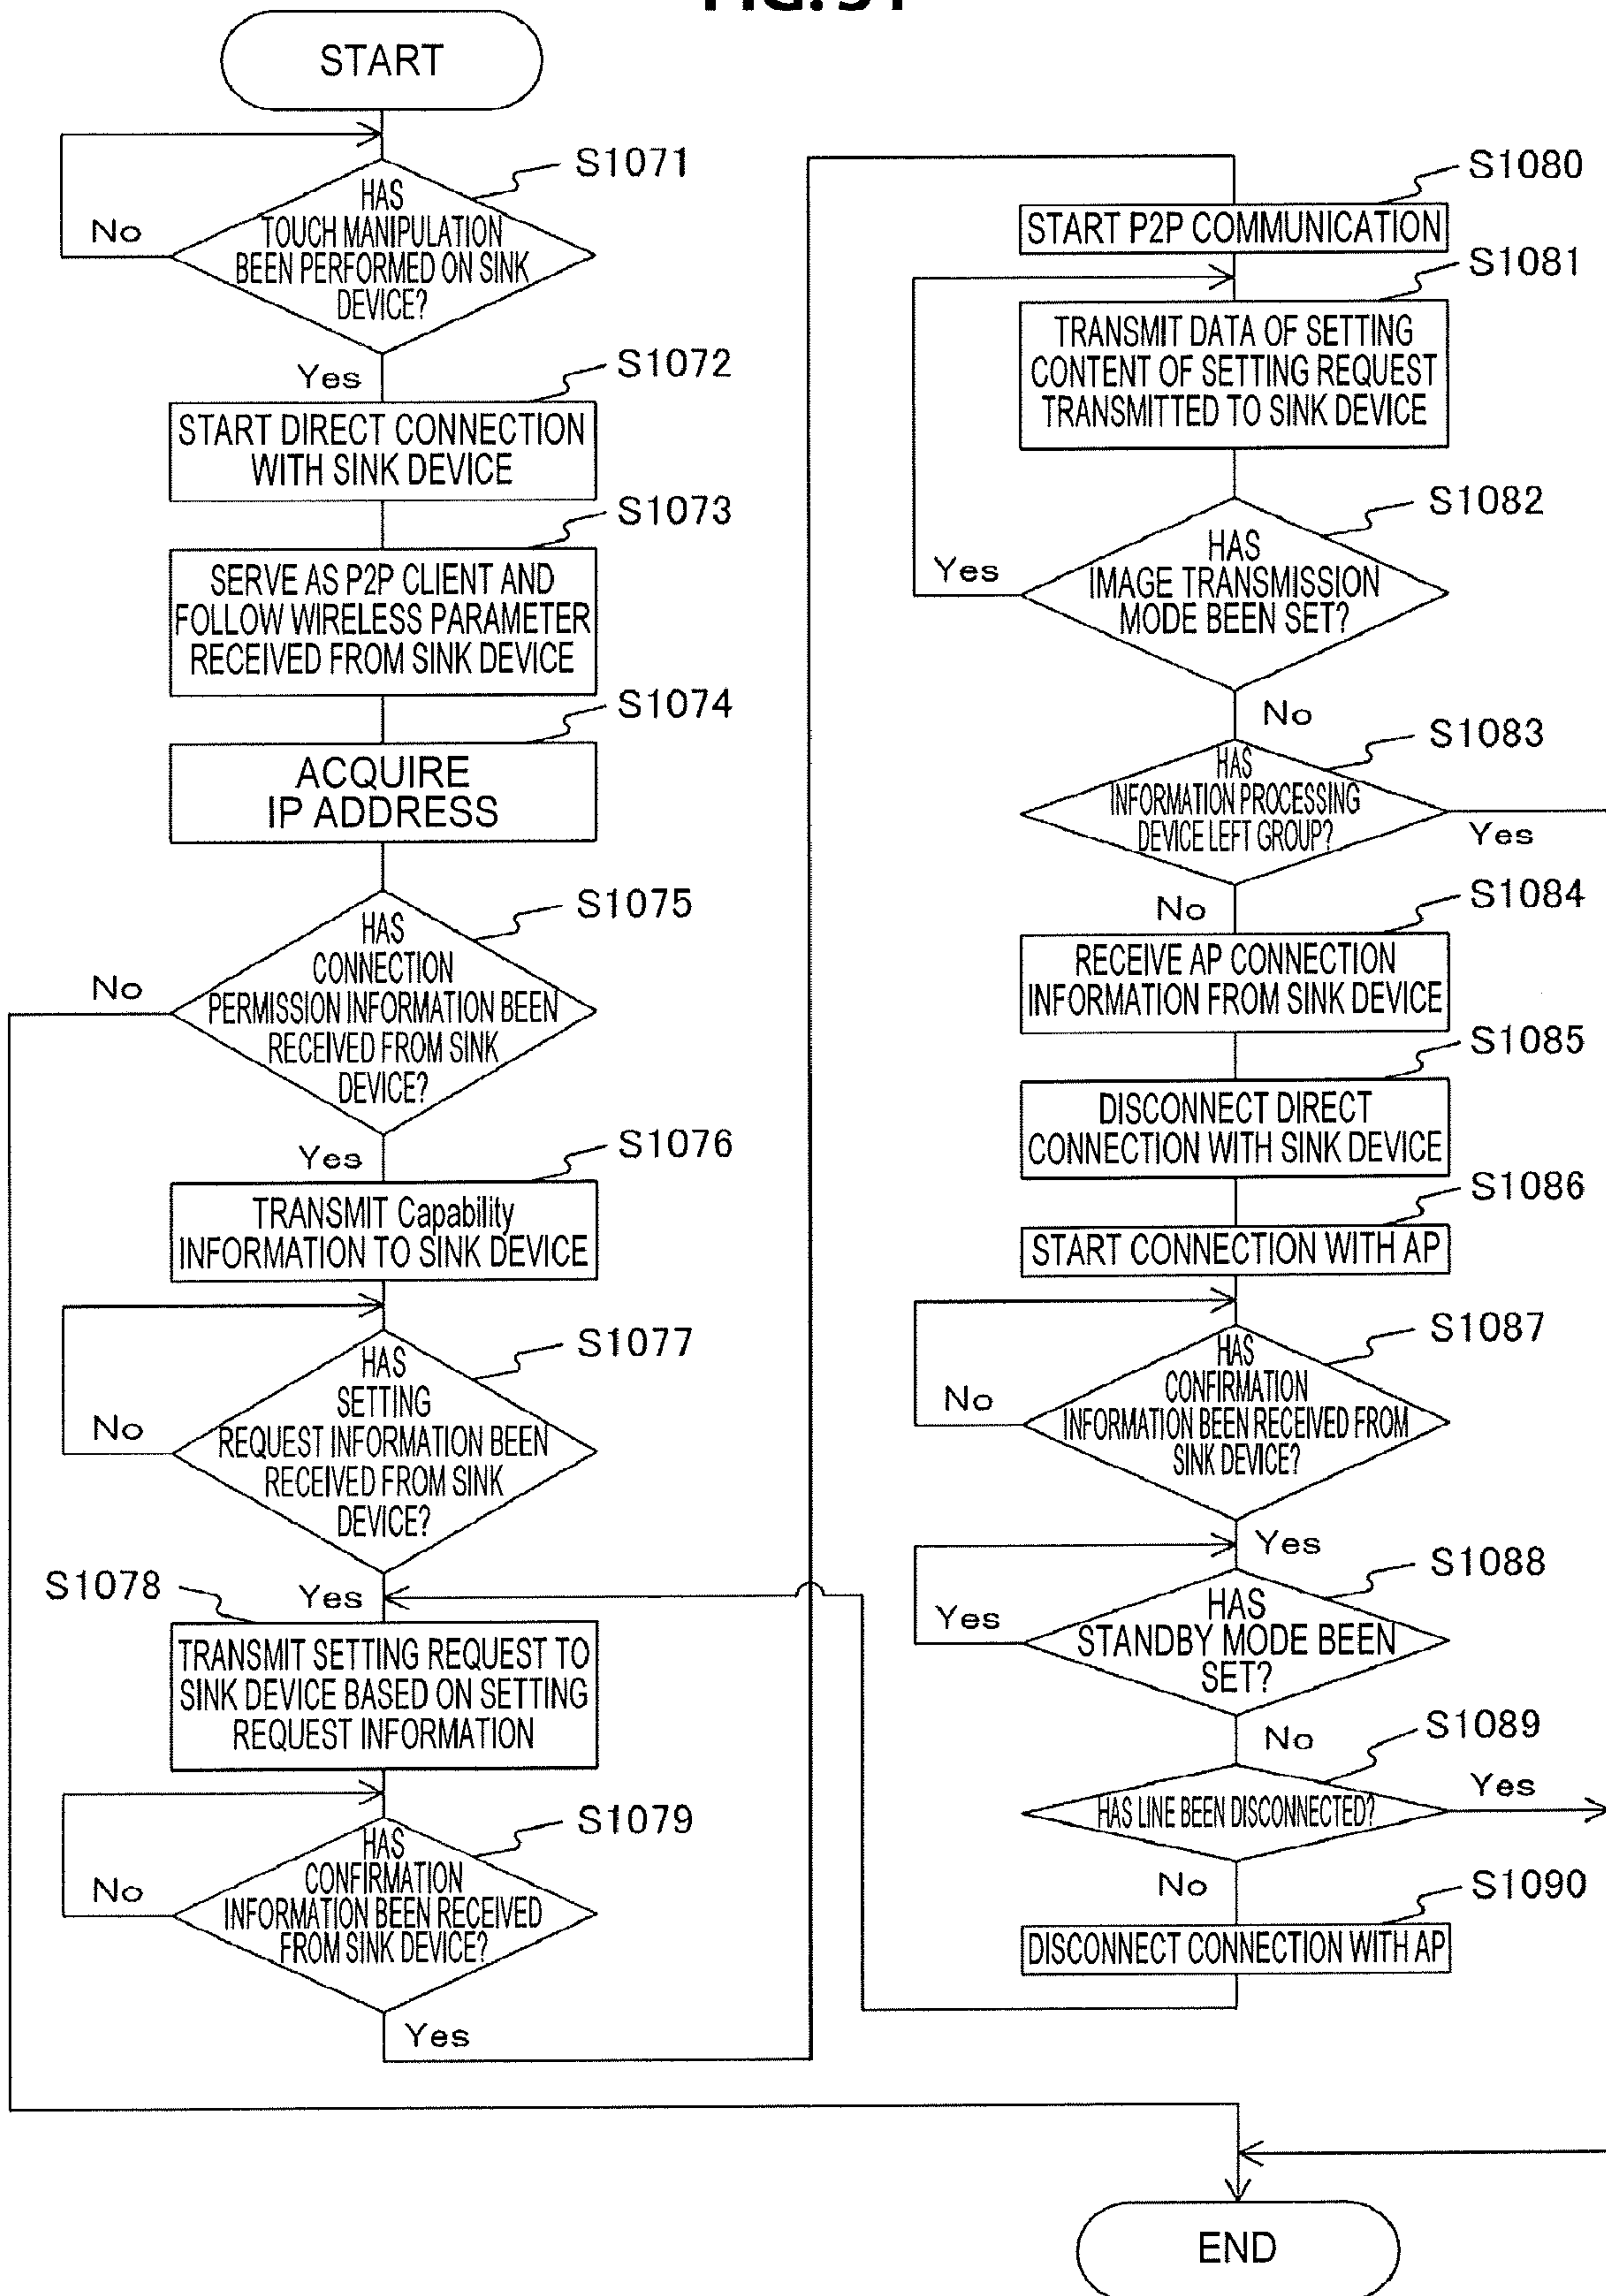 START
S1071
HAS
TOUCH MANIPULATION
BEEN PERFORMED ON SINK
DEVICE?
No
Yes
S1072
START DIRECT CONNECTION
WITH SINK DEVICE
S1073
SERVE AS P2P CLIENT AND
FOLLOW WIRELESS PARAMETER
RECEIVED FROM SINK DEVICE
S1074
ACQUIRE
IP ADDRESS
S1075
HAS
CONNECTION
PERMISSION INFORMATION BEEN
RECEIVED FROM SINK
DEVICE?
No
Yes
S1076
TRANSMIT Capability
INFORMATION TO SINK DEVICE
S1077
HAS
SETTING
REQUEST INFORMATION BEEN
RECEIVED FROM SINK
DEVICE?
No
Yes
S1078
TRANSMIT SETTING REQUEST TO
SINK DEVICE BASED ON SETTING
REQUEST INFORMATION
S1079
HAS
CONFIRMATION
INFORMATION BEEN RECEIVED
FROM SINK DEVICE?
No
Yes
S1080
START P2P COMMUNICATION
S1081
TRANSMIT DATA OF SETTING
CONTENT OF SETTING REQUEST
TRANSMITTED TO SINK DEVICE
S1082
HAS
IMAGE TRANSMISSION
MODE BEEN SET?
Yes
No
S1083
HAS
INFORMATION PROCESSING
DEVICE LEFT GROUP?
Yes
No
S1084
RECEIVE AP CONNECTION
INFORMATION FROM SINK DEVICE
S1085
DISCONNECT DIRECT
CONNECTION WITH SINK DEVICE
S1086
START CONNECTION WITH AP
S1087
HAS
CONFIRMATION
INFORMATION BEEN RECEIVED FROM
SINK DEVICE?
No
Yes
S1088
HAS
STANDBY MODE BEEN
SET?
Yes
No
S1089
HAS LINE BEEN DISCONNECTED?
Yes
No
S1090
DISCONNECT CONNECTION WITH AP
END